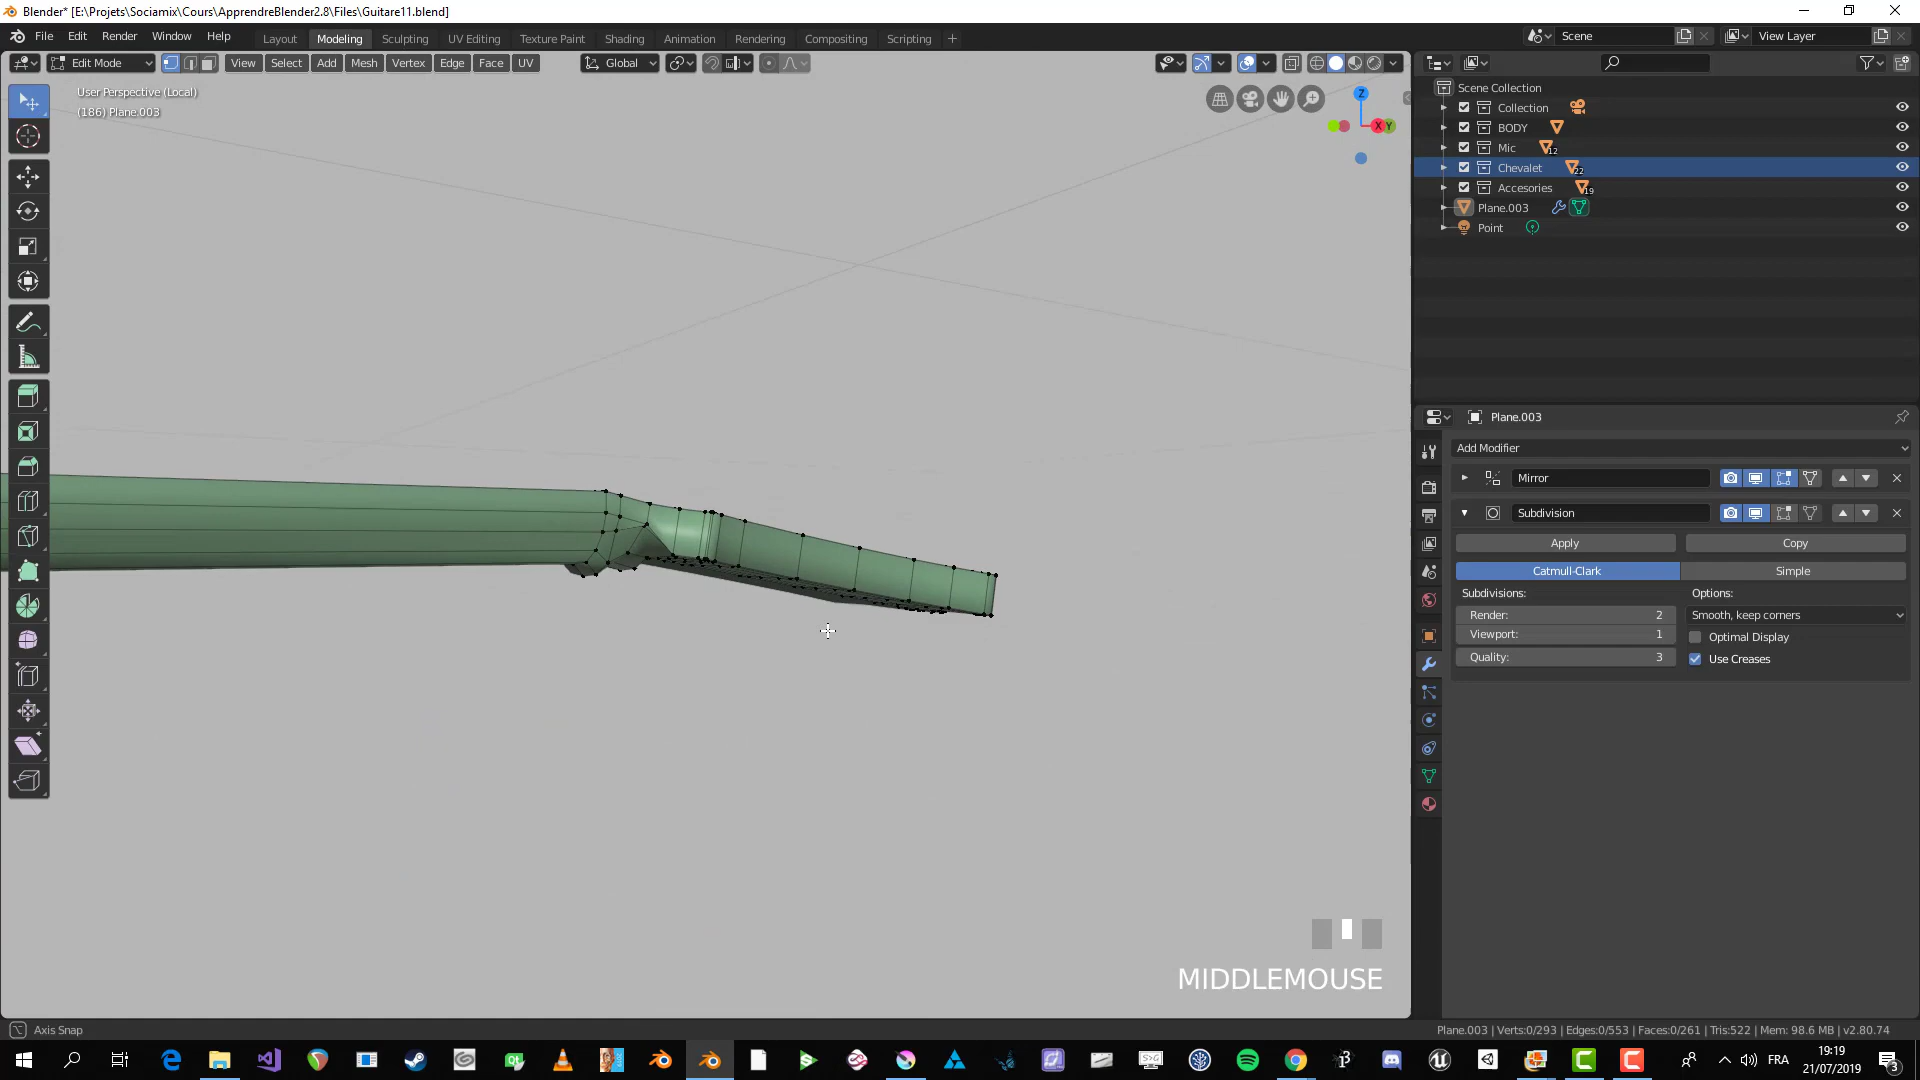 Blender* [E:\Projets\Sociamix\Cours\ApprendreBlender2.8\Files\Guitare11.blend]
File Edit Render Window Help
Layout Modeling Sculpting UV Editing Texture Paint Shading Animation Rendering Compositing Scripting
Scene
View Layer
Edit Mode
View Select Add Mesh Vertex Edge Face UV
Global
User Perspective (Local)
(186) Plane.003
Z
X
Y
Scene Collection
Collection
BODY
Mic
12
Chevalet
22
Accesories
19
Plane.003
Point
Plane.003
Add Modifier
Mirror
Subdivision
Apply
Copy
Catmull-Clark
Simple
Subdivisions:
Options:
Render: 2
Smooth, keep corners
Viewport: 1
Optimal Display
Quality: 3
Use Creases
MIDDLEMOUSE
Axis Snap
Plane.003 | Verts:0/293 | Edges:0/553 | Faces:0/261 | Tris:522 | Mem: 98.6 MB | v2.80.74
FRA
19:19
21/07/2019
3